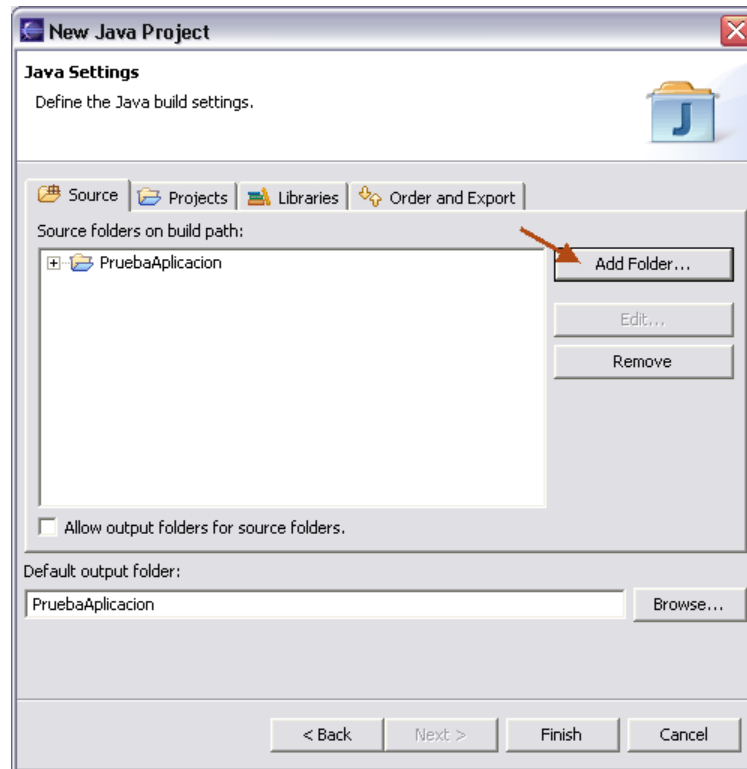 New Java Project
Java Settings
Define the Java build settings.
J
Source Projects Libraries Order and Export
Source folders on build path:
PruebaAplicacion
Add Folder...
Edit...
Remove
Allow output folders for source folders.
Default output folder:
PruebaAplicacion Browse...
< Back Next > Finish Cancel